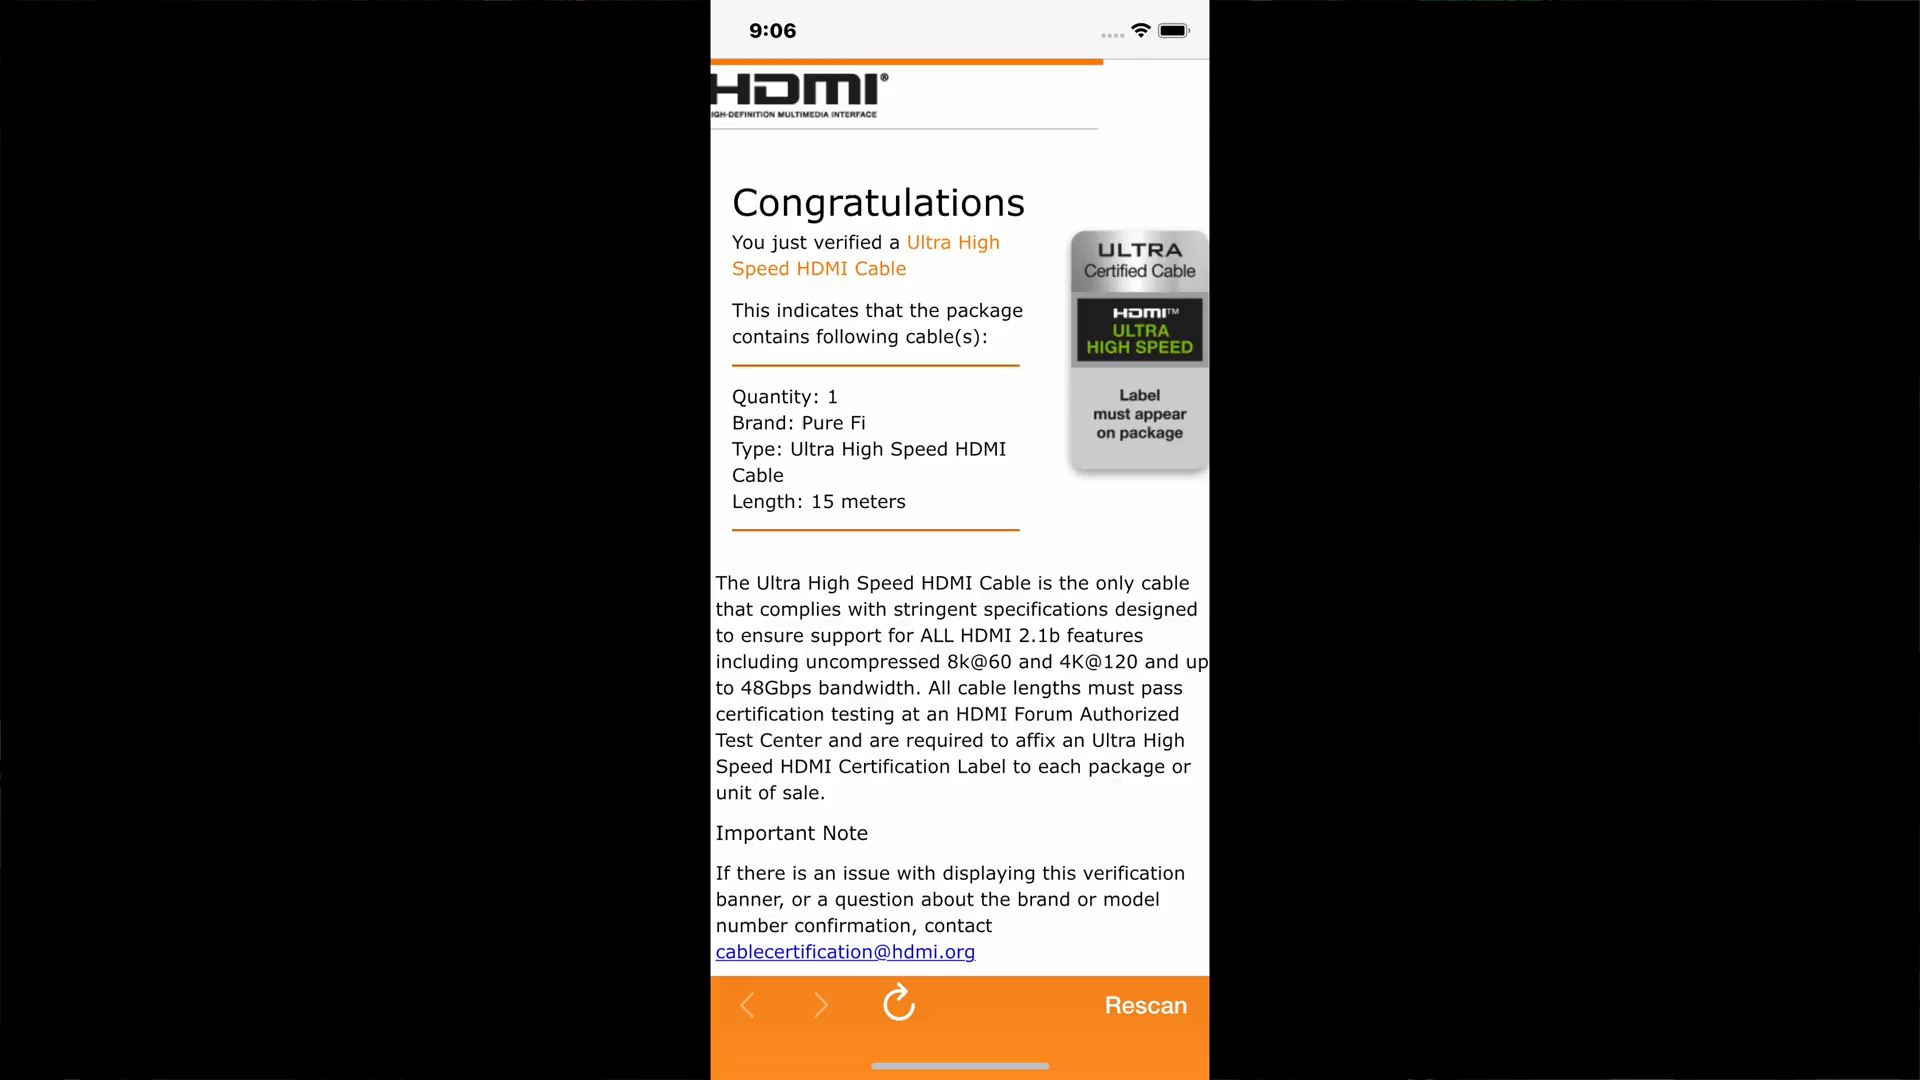 9:06
HDMI®
IGH-DEFINITION MULTIMEDIA INTERFACE
Congratulations
You just verified a Ultra High
Speed HDMI Cable
This indicates that the package
contains following cable(s):
Quantity: 1
Brand: Pure Fi
Type: Ultra High Speed HDMI
Cable
Length: 15 meters
ULTRA
Certified Cable
HDMI™
ULTRA
HIGH SPEED
Label
must appear
on package
The Ultra High Speed HDMI Cable is the only cable
that complies with stringent specifications designed
to ensure support for ALL HDMI 2.1b features
including uncompressed 8k@60 and 4K@120 and up
to 48Gbps bandwidth. All cable lengths must pass
certification testing at an HDMI Forum Authorized
Test Center and are required to affix an Ultra High
Speed HDMI Certification Label to each package or
unit of sale.
Important Note
If there is an issue with displaying this verification
banner, or a question about the brand or model
number confirmation, contact
cablecertification@hdmi.org
Rescan